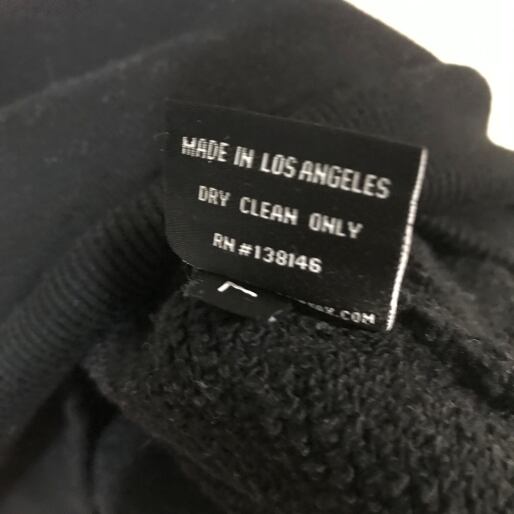 MADE IN LOS ANGELES
DRY CLEAN ONLY
RN #138146